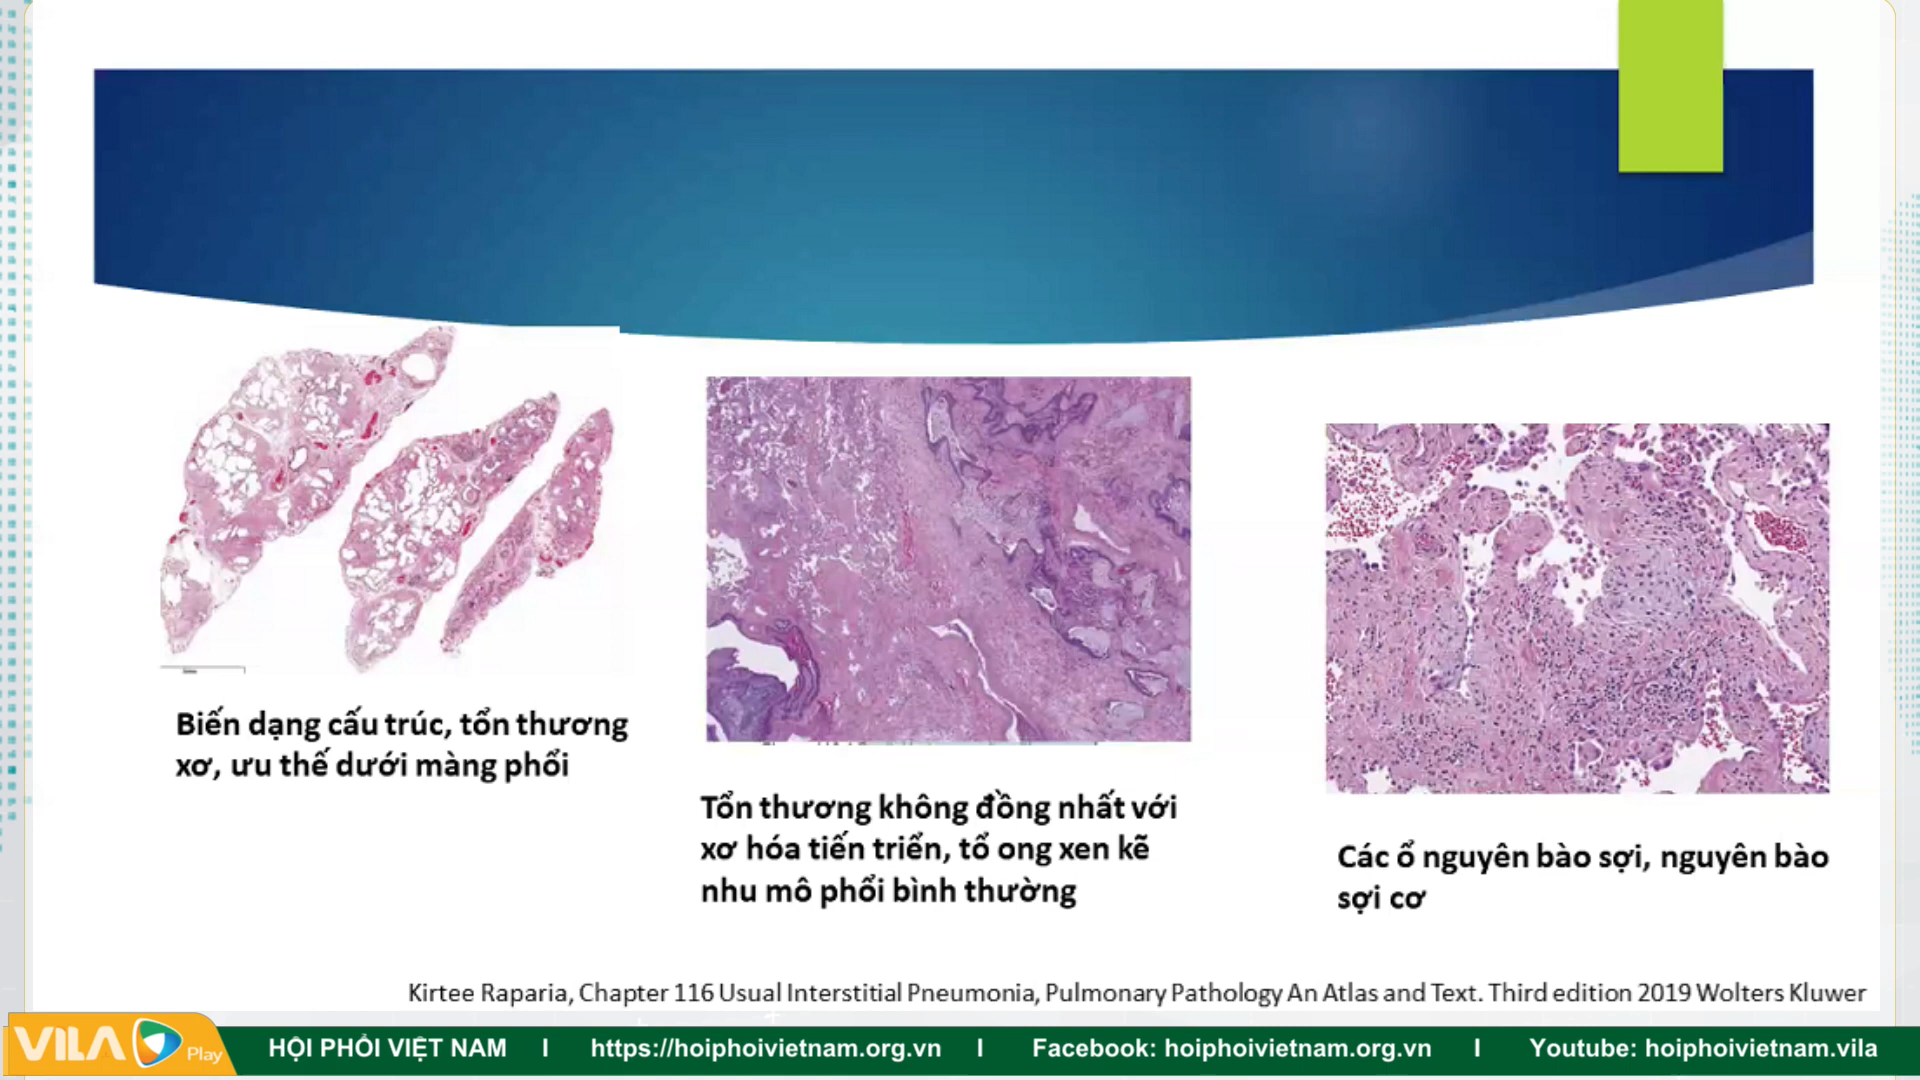 Biến dạng cấu trúc, tổn thương
xơ, ưu thế dưới màng phổi
Tổn thương không đồng nhất với
xơ hóa tiến triển, tổ ong xen kẽ
nhu mô phổi bình thường
Các ổ nguyên bào sợi, nguyên bào
sợi cơ
Kirtee Raparia, Chapter 116 Usual Interstitial Pneumonia, Pulmonary Pathology An Atlas and Text. Third edition 2019 Wolters Kluwer
VILA Play
HỘI PHỔI VIỆT NAM I https://hoiphoivietnam.org.vn I Facebook: hoiphoivietnam.org.vn I Youtube: hoiphoivietnam.vila